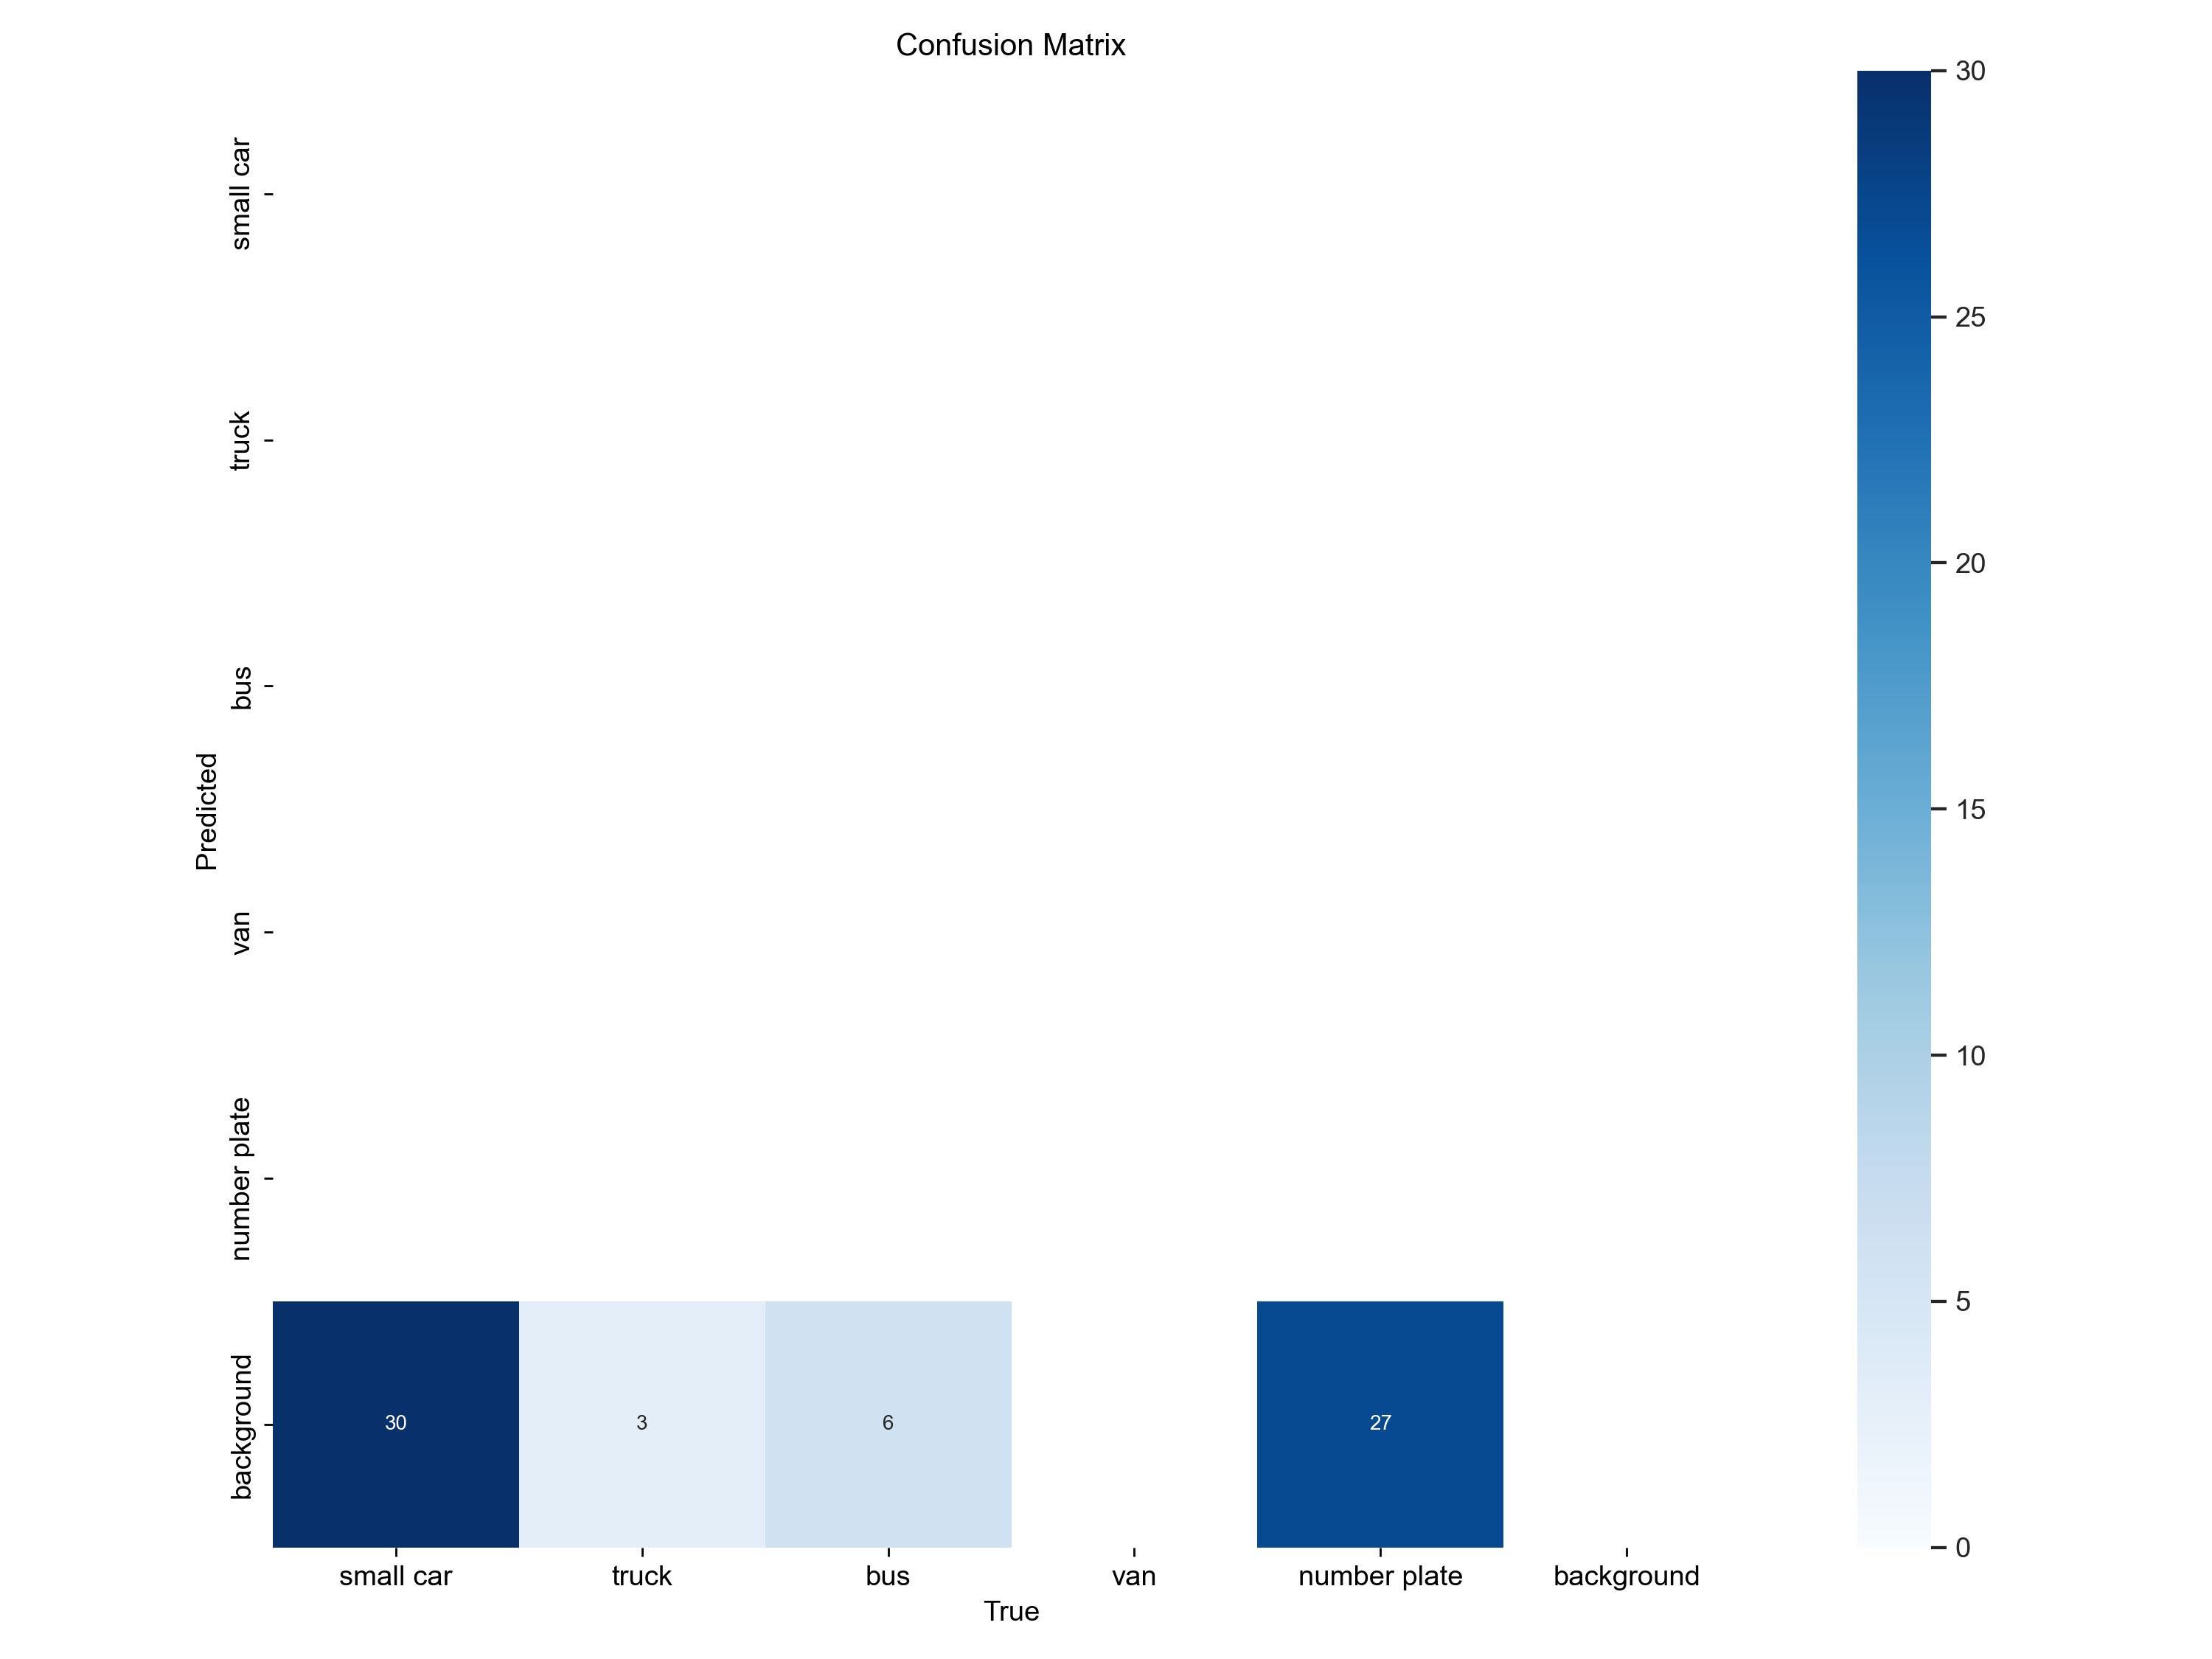 Confusion Matrix
small car
truck
bus
van
number plate
background
Predicted
30
3
6
27
small car
truck
bus
van
number plate
background
True
30
25
20
15
10
5
0